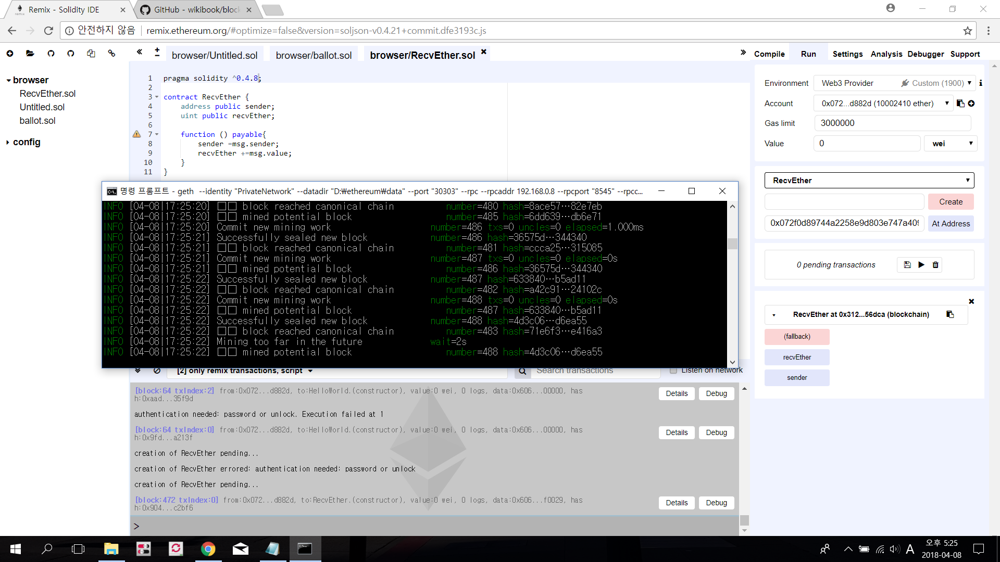 Remix - Solidity IDE
GitHub - wikibook/block
안전하지 않음
remix.ethereum.org/#optimize=false&version=soljson-v0.4.21+commit.dfe3193c.js
browser/Untitled.sol
browser/ballot.sol
browser/RecvEther.sol
Compile
Run
Settings
Analysis
Debugger
Support
browser
RecvEther.sol
Untitled.sol
ballot.sol
config
1 pragma solidity ^0.4.8;
2
3 contract RecvEther {
4 address public sender;
5 uint public recvEther;
6
7 function () payable{
8 sender =msg.sender;
9 recvEther +=msg.value;
10 }
11 }
Environment Web3 Provider Custom (1900)
Account 0x072...d882d (10002410 ether)
Gas limit 3000000
Value 0 wei
RecvEther
Create
0x072f0d89744a2258e9d803e747a409 At Address
0 pending transactions
RecvEther at 0x312...56dca (blockchain)
(fallback)
recvEther
sender
명령 프롬프트 - geth --identity "PrivateNetwork" --datadir "D:₩ethereum₩data" --port "30303" --rpc --rpcaddr 192.168.0.8 --rpcport "8545" --rpcc...
INFO [04-08|17:25:20] □□ block reached canonical chain number=480 hash=8ace57…82e7eb
INFO [04-08|17:25:20] □□ mined potential block number=485 hash=6dd639…db6e71
INFO [04-08|17:25:20] Commit new mining work number=486 txs=0 uncles=0 elapsed=1.000ms
INFO [04-08|17:25:21] Successfully sealed new block number=486 hash=36575d…344340
INFO [04-08|17:25:21] □□ block reached canonical chain number=481 hash=ccca25…315085
INFO [04-08|17:25:21] Commit new mining work number=487 txs=0 uncles=0 elapsed=0s
INFO [04-08|17:25:21] □□ mined potential block number=486 hash=36575d…344340
INFO [04-08|17:25:22] Successfully sealed new block number=487 hash=633840…b5ad11
INFO [04-08|17:25:22] □□ block reached canonical chain number=482 hash=a42c91…24102c
INFO [04-08|17:25:22] Commit new mining work number=488 txs=0 uncles=0 elapsed=0s
INFO [04-08|17:25:22] □□ mined potential block number=487 hash=633840…b5ad11
INFO [04-08|17:25:22] Successfully sealed new block number=488 hash=4d3c06…d6ea55
INFO [04-08|17:25:22] □□ block reached canonical chain number=483 hash=71e6f3…e416a3
INFO [04-08|17:25:22] Mining too far in the future wait=2s
INFO [04-08|17:25:22] □□ mined potential block number=488 hash=4d3c06…d6ea55
[2] only remix transactions, script
Search transactions
Listen on network
[block:64 txIndex:2] from:0x072...d882d, to:HelloWorld.(constructor), value:0 wei, 0 logs, data:0x606...00000, has
h:0xaad...35f9d
Details Debug
authentication needed: password or unlock. Execution failed at 1
[block:64 txIndex:0] from:0x072...d882d, to:HelloWorld.(constructor), value:0 wei, 0 logs, data:0x606...00000, has
h:0x9fd...a213f
Details Debug
creation of RecvEther pending...
creation of RecvEther errored: authentication needed: password or unlock
creation of RecvEther pending...
[block:472 txIndex:0] from:0x072...d882d, to:RecvEther.(constructor), value:0 wei, 0 logs, data:0x606...f0029, has
h:0x904...c2bf6
Details Debug
>
A
오후 5:25
2018-04-08